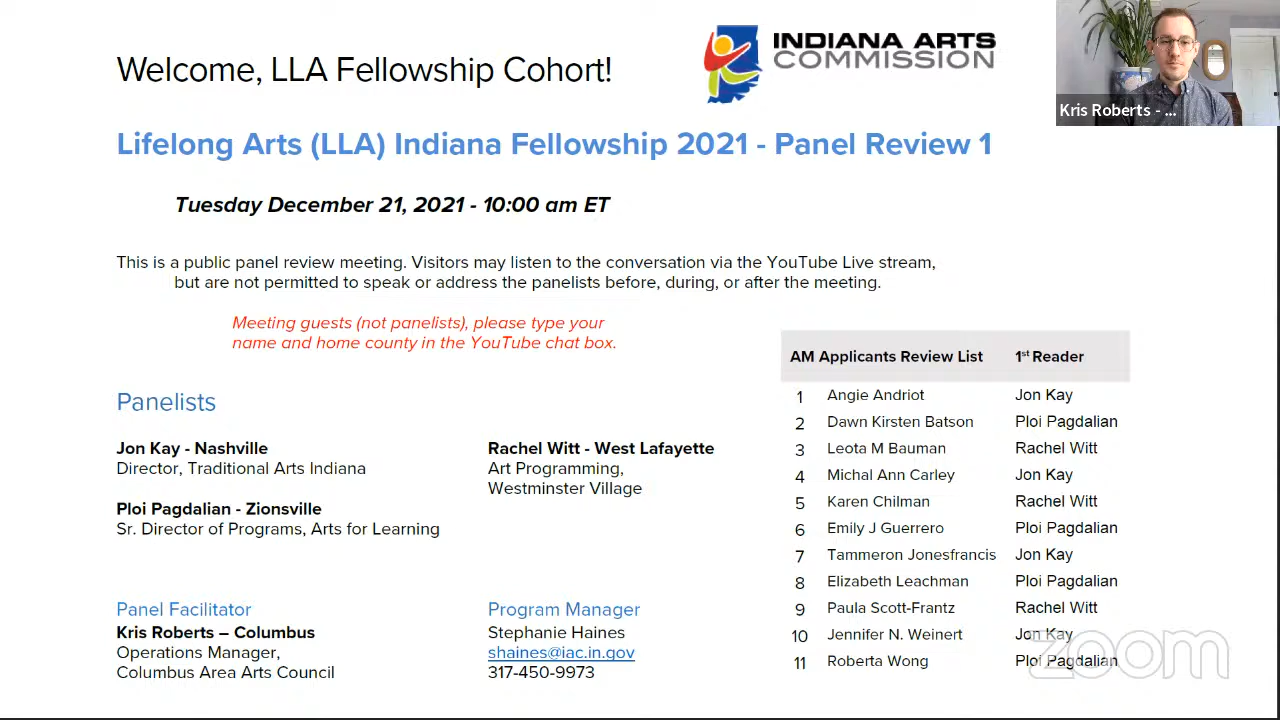 Welcome, LLA Fellowship Cohort!
INDIANA ARTS
COMMISSION
Kris Roberts - ...
Lifelong Arts (LLA) Indiana Fellowship 2021 - Panel Review 1
Tuesday December 21, 2021 - 10:00 am ET
This is a public panel review meeting. Visitors may listen to the conversation via the YouTube Live stream,
but are not permitted to speak or address the panelists before, during, or after the meeting.
Meeting guests (not panelists), please type your
name and home county in the YouTube chat box.
Panelists
Jon Kay - Nashville
Director, Traditional Arts Indiana
Ploi Pagdalian - Zionsville
Sr. Director of Programs, Arts for Learning
Rachel Witt - West Lafayette
Art Programming,
Westminster Village
Panel Facilitator
Kris Roberts – Columbus
Operations Manager,
Columbus Area Arts Council
Program Manager
Stephanie Haines
shaines@iac.in.gov
317-450-9973
AM Applicants Review List 1st Reader
1 Angie Andriot Jon Kay
2 Dawn Kirsten Batson Ploi Pagdalian
3 Leota M Bauman Rachel Witt
4 Michal Ann Carley Jon Kay
5 Karen Chilman Rachel Witt
6 Emily J Guerrero Ploi Pagdalian
7 Tammeron Jonesfrancis Jon Kay
8 Elizabeth Leachman Ploi Pagdalian
9 Paula Scott-Frantz Rachel Witt
10 Jennifer N. Weinert Jon Kay
11 Roberta Wong Ploi Pagdalian
zoom